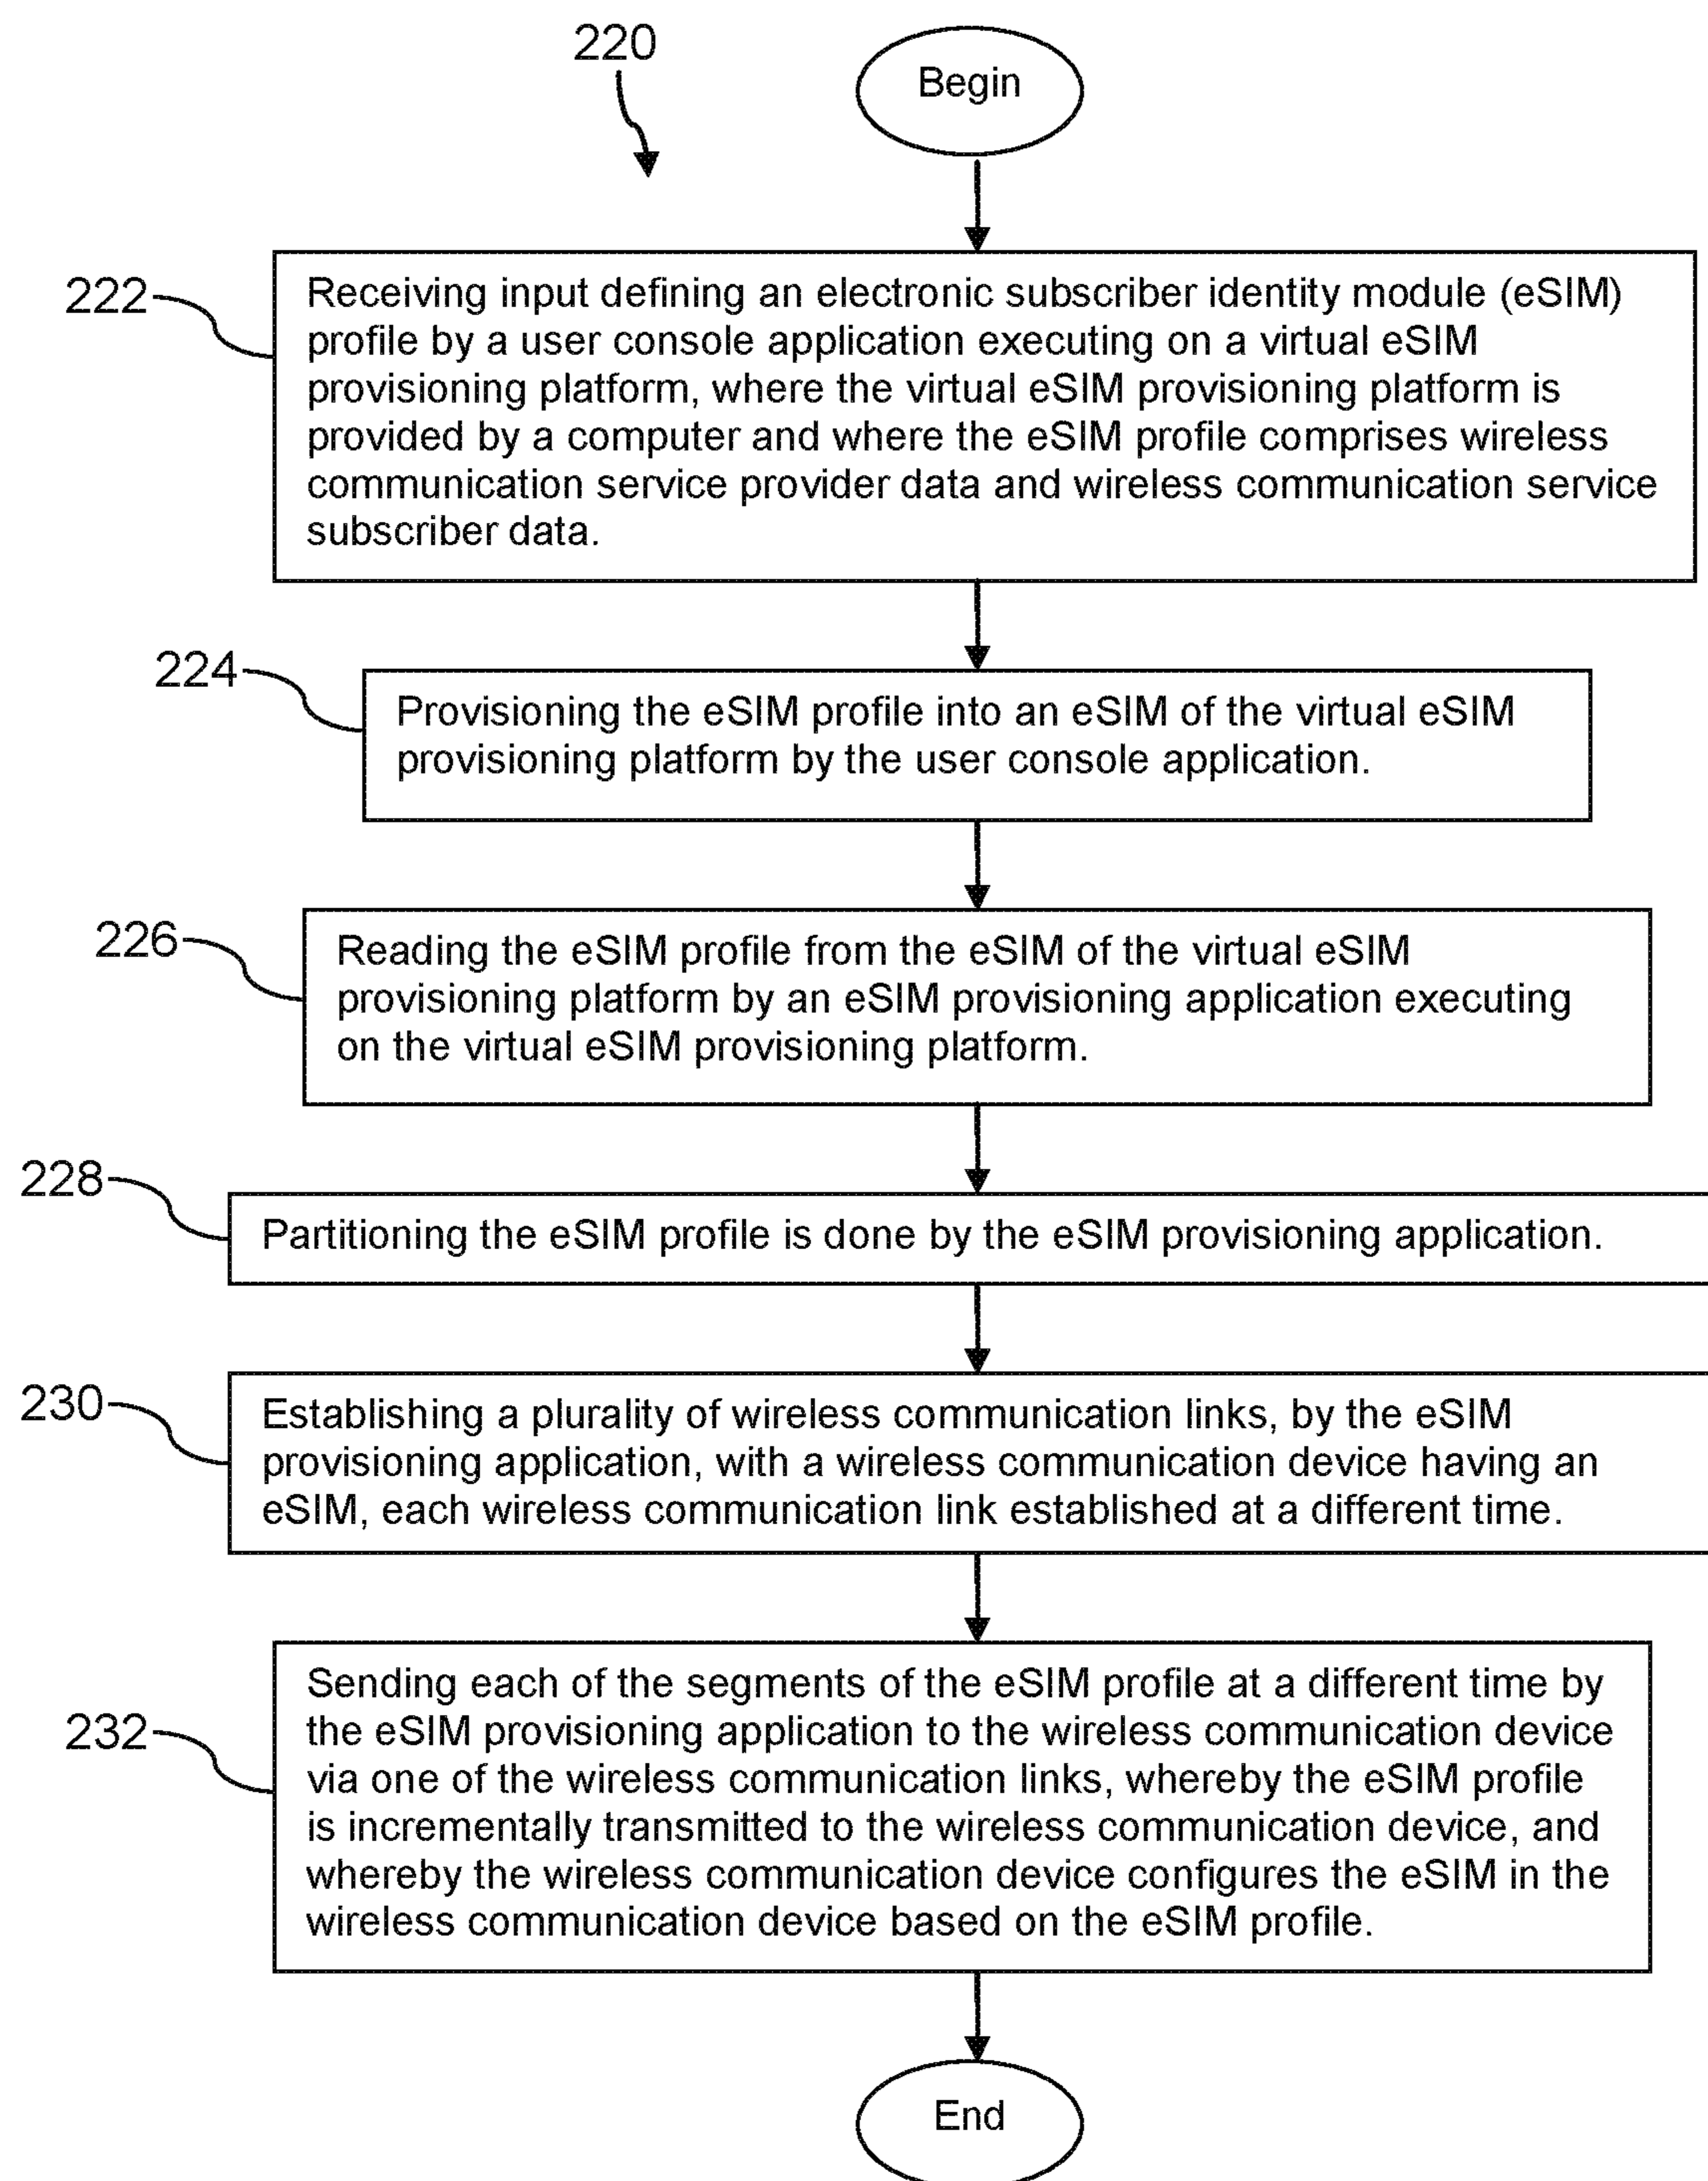 220
Begin
222
Receiving input defining an electronic subscriber identity module (eSIM)
profile by a user console application executing on a virtual eSIM
provisioning platform, where the virtual eSIM provisioning platform is
provided by a computer and where the eSIM profile comprises wireless
communication service provider data and wireless communication service
subscriber data.
224
Provisioning the eSIM profile into an eSIM of the virtual eSIM
provisioning platform by the user console application.
226
Reading the eSIM profile from the eSIM of the virtual eSIM
provisioning platform by an eSIM provisioning application executing
on the virtual eSIM provisioning platform.
228
Partitioning the eSIM profile is done by the eSIM provisioning application.
230
Establishing a plurality of wireless communication links, by the eSIM
provisioning application, with a wireless communication device having an
eSIM, each wireless communication link established at a different time.
232
Sending each of the segments of the eSIM profile at a different time by
the eSIM provisioning application to the wireless communication device
via one of the wireless communication links, whereby the eSIM profile
is incrementally transmitted to the wireless communication device, and
whereby the wireless communication device configures the eSIM in the
wireless communication device based on the eSIM profile.
End